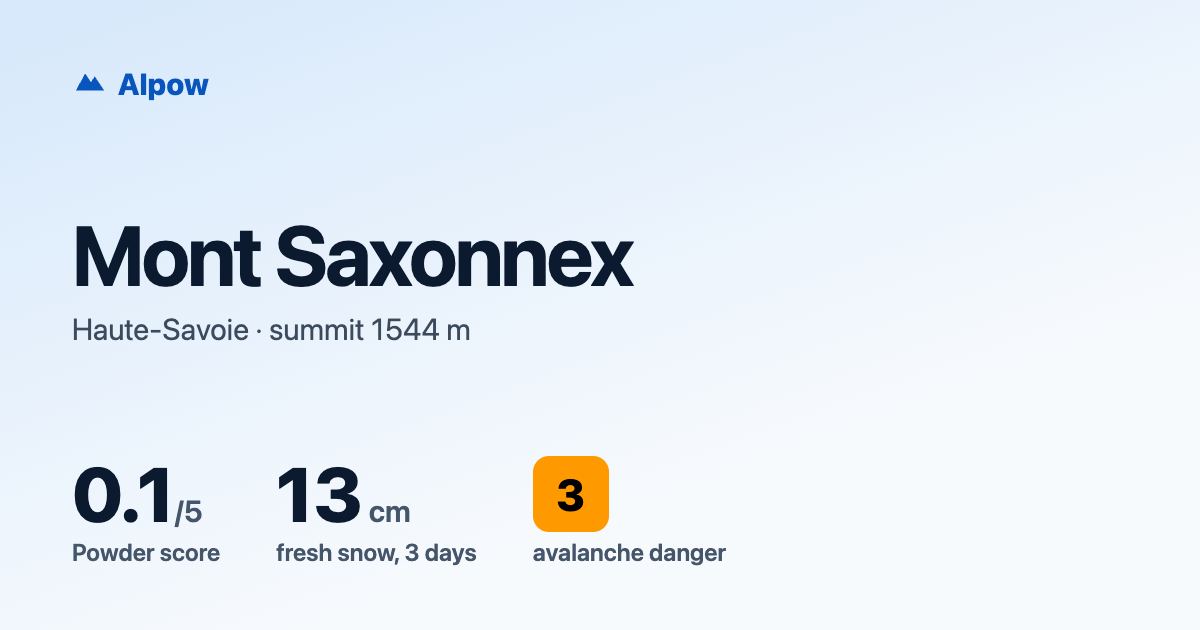 Alpow
Mont Saxonnex
Haute-Savoie · summit 1544 m
0.1/5
Powder score
13 cm
fresh snow, 3 days
3
avalanche danger